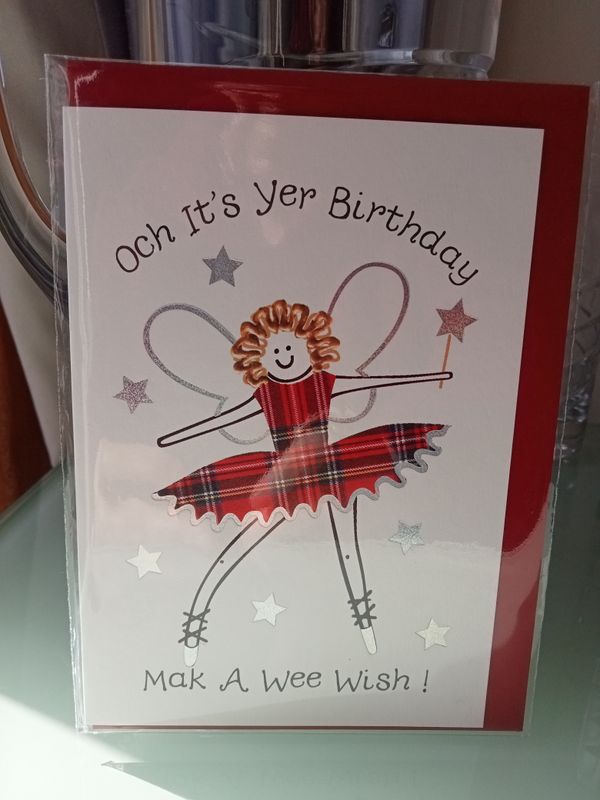 Och It's Yer Birthday
Mak A Wee Wish !